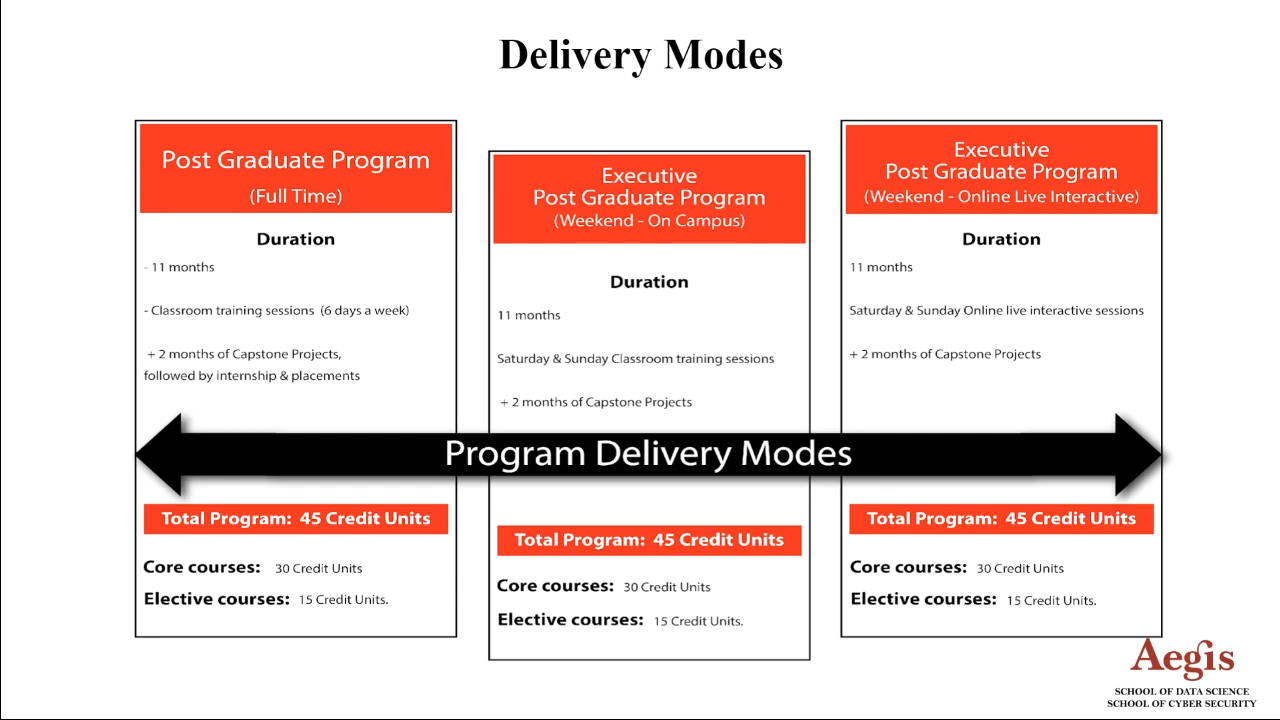 Delivery Modes
Post Graduate Program
(Full Time)
Duration
- 11 months
- Classroom training sessions (6 days a week)
+ 2 months of Capstone Projects,
followed by internship & placements
Executive
Post Graduate Program
(Weekend - On Campus)
Duration
11 months
Saturday & Sunday Classroom training sessions
+ 2 months of Capstone Projects
Executive
Post Graduate Program
(Weekend - Online Live Interactive)
Duration
11 months
Saturday & Sunday Online live interactive sessions
+ 2 months of Capstone Projects
Program Delivery Modes
Total Program: 45 Credit Units
Core courses: 30 Credit Units
Elective courses: 15 Credit Units.
Total Program: 45 Credit Units
Core courses: 30 Credit Units
Elective courses: 15 Credit Units.
Total Program: 45 Credit Units
Core courses: 30 Credit Units
Elective courses: 15 Credit Units.
Aegis
SCHOOL OF DATA SCIENCE
SCHOOL OF CYBER SECURITY